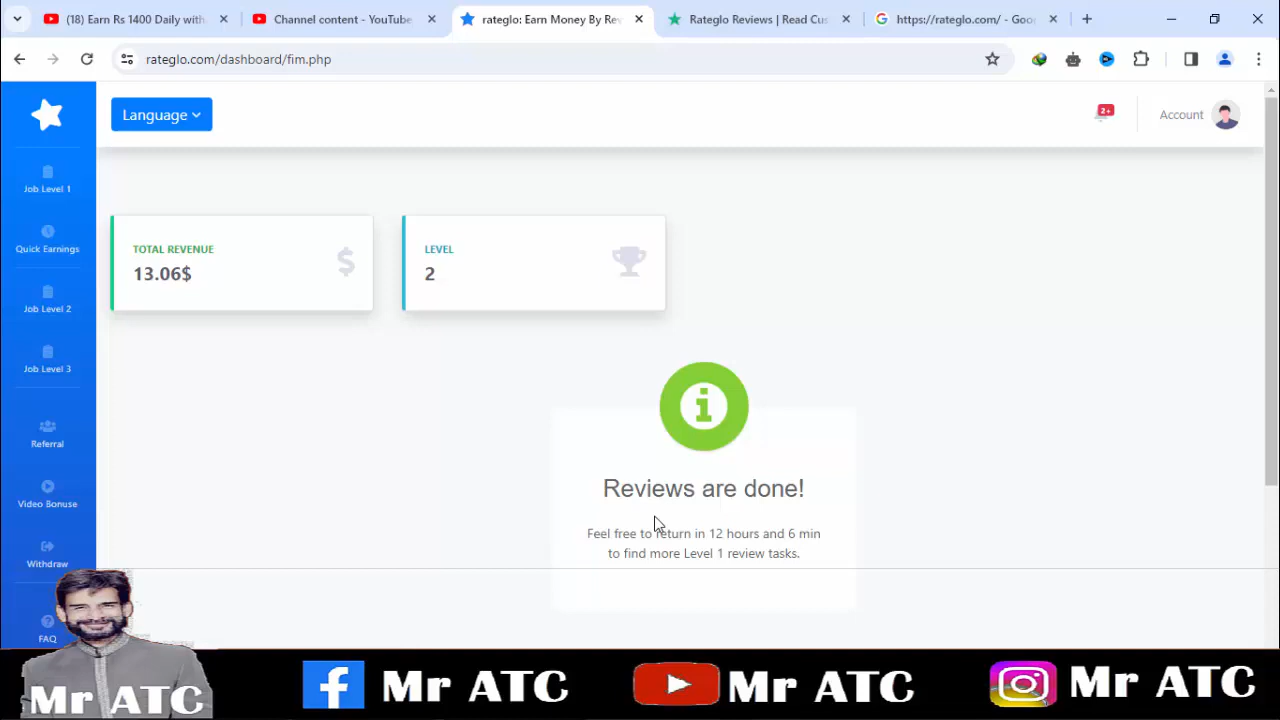 (18) Earn Rs 1400 Daily with
Channel content - YouTube
rateglo: Earn Money By Rev
Rateglo Reviews | Read Cus
https://rateglo.com/ - Goo
rateglo.com/dashboard/fim.php
Language
2+
Account
Job Level 1
Quick Earnings
Job Level 2
Job Level 3
Referral
Video Bonuse
Withdraw
FAQ
TOTAL REVENUE
13.06$
$
LEVEL
2
Reviews are done!
Feel free to return in 12 hours and 6 min
to find more Level 1 review tasks.
Mr ATC
Mr ATC
Mr ATC
Mr ATC